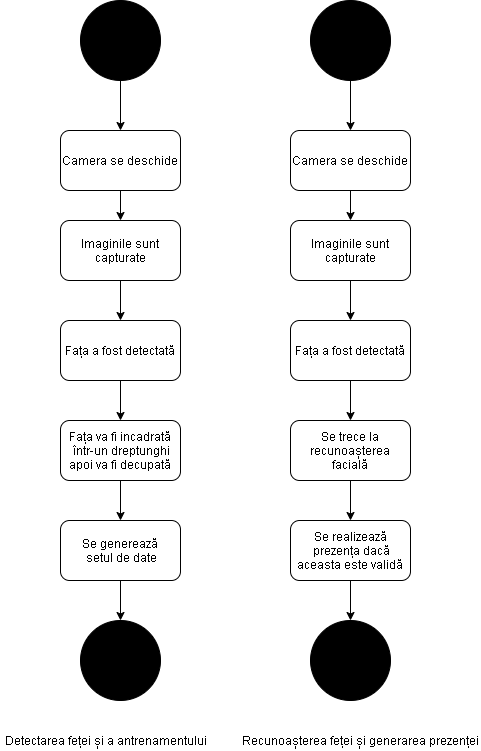 Camera se deschide
Imaginile sunt
capturate
Fața a fost detectată
Fața va fi incadrată
într-un dreptunghi
apoi va fi decupată
Se generează
setul de date
Detectarea feței și a antrenamentului
Camera se deschide
Imaginile sunt
capturate
Fața a fost detectată
Se trece la
recunoașterea
facială
Se realizează
prezența dacă
aceasta este validă
Recunoașterea feței și generarea prezenței